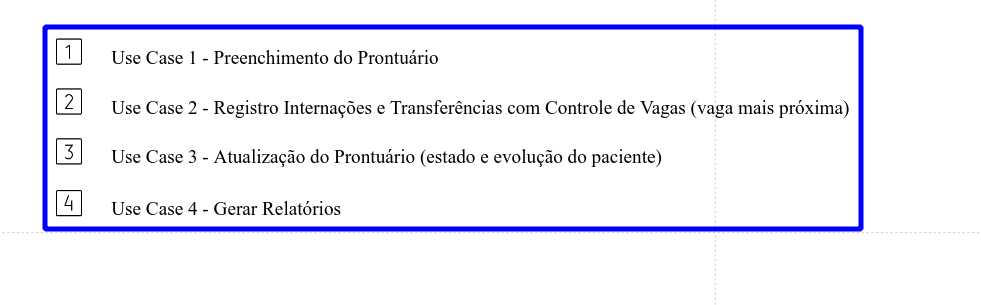 1 Use Case 1 - Preenchimento do Prontuário
2 Use Case 2 - Registro Internações e Transferências com Controle de Vagas (vaga mais próxima)
3 Use Case 3 - Atualização do Prontuário (estado e evolução do paciente)
4 Use Case 4 - Gerar Relatórios